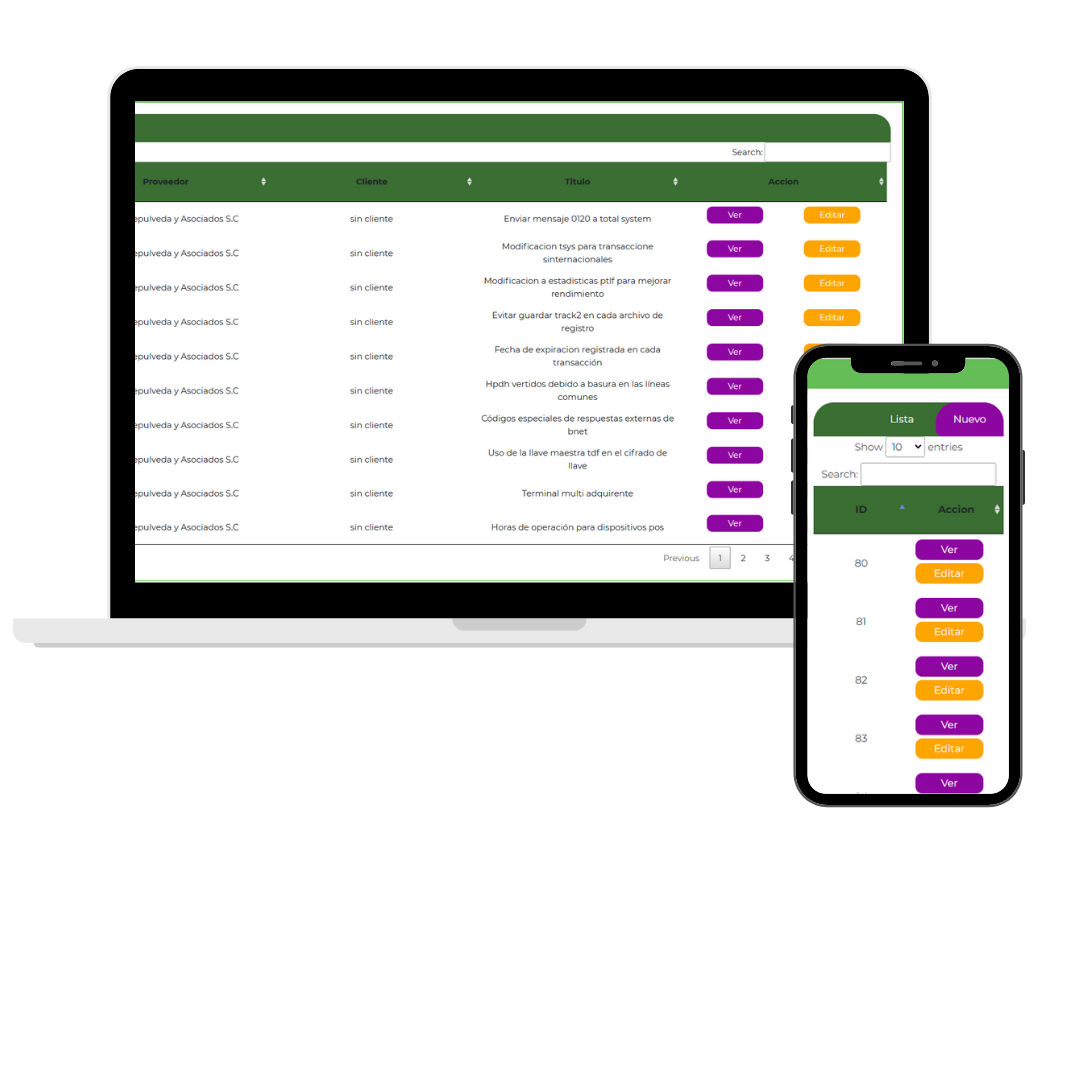 Search:
Proveedor Cliente Titulo Accion
epulveda y Asociados S.C sin cliente Enviar mensaje 0120 a total system Ver Editar
epulveda y Asociados S.C sin cliente Modificacion tsys para transaccione
sinternacionales Ver Editar
epulveda y Asociados S.C sin cliente Modificacion a estadisticas ptlf para mejorar
rendimiento Ver Editar
epulveda y Asociados S.C sin cliente Evitar guardar track2 en cada archivo de
registro Ver Editar
epulveda y Asociados S.C sin cliente Fecha de expiracion registrada en cada
transacción Ver
epulveda y Asociados S.C sin cliente Hpdh vertidos debido a basura en las líneas
comunes Ver
epulveda y Asociados S.C sin cliente Códigos especiales de respuestas externas de
bnet Ver
epulveda y Asociados S.C sin cliente Uso de la llave maestra tdf en el cifrado de
llave Ver
epulveda y Asociados S.C sin cliente Terminal multi adquirente Ver
epulveda y Asociados S.C sin cliente Horas de operación para dispositivos pos Ver
Previous 1 2 3 4
Lista Nuevo
Show 10 entries
Search:
ID Accion
80 Ver
Editar
81 Ver
Editar
82 Ver
Editar
83 Ver
Editar
Ver